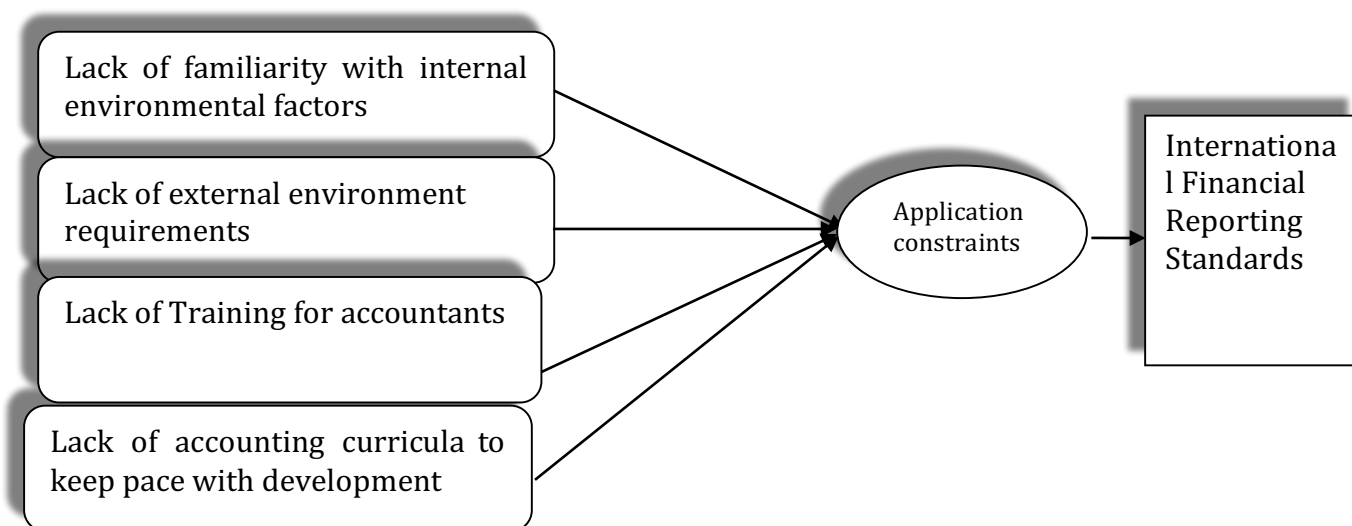 Lack of familiarity with internal
environmental factors
Lack of external environment
requirements
Lack of Training for accountants
Lack of accounting curricula to
keep pace with development
Application
constraints
Internationa
l Financial
Reporting
Standards